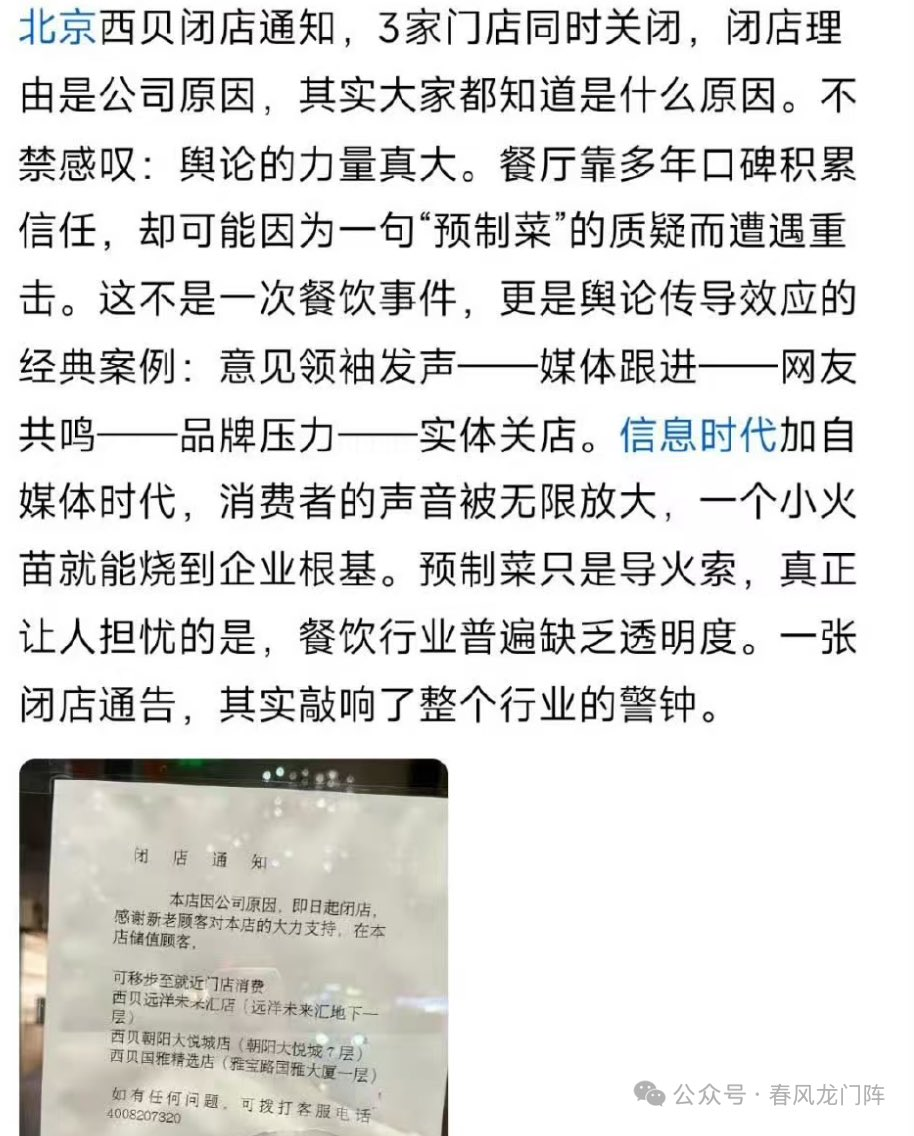 北京西贝闭店通知，3家门店同时关闭，闭店理
由是公司原因，其实大家都知道是什么原因。不
禁感叹：舆论的力量真大。餐厅靠多年口碑积累
信任，却可能因为一句“预制菜”的质疑而遭遇重
击。这不是一次餐饮事件，更是舆论传导效应的
经典案例：意见领袖发声——媒体跟进——网友
共鸣——品牌压力——实体关店。信息时代加自
媒体时代，消费者的声音被无限放大，一个小火
苗就能烧到企业根基。预制菜只是导火索，真正
让人担忧的是，餐饮行业普遍缺乏透明度。一张
闭店通告，其实敲响了整个行业的警钟。
闭 店 通 知
本店因公司原因，即日起闭店，
感谢新老顾客对本店的大力支持，在本
店储值顾客，
可移步至就近门店消费
西贝远洋未来汇店（远洋未来汇地下一
层）
西贝朝阳大悦城店（朝阳大悦城7层）
西贝国雅精选店（雅宝路国雅大厦一层）
如有任何问题，可拨打客服电话
4008207320
公众号·春风龙门阵